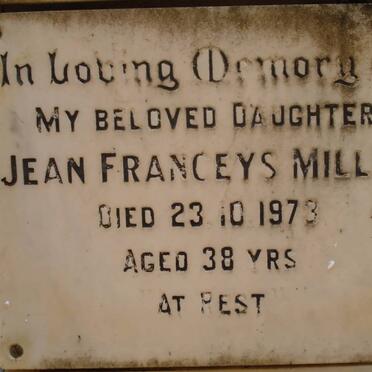 In Loving Memory
MY BELOVED DAUGHTER
JEAN FRANCEYS MILL
DIED 23 10 1973
AGED 38 YRS
AT REST